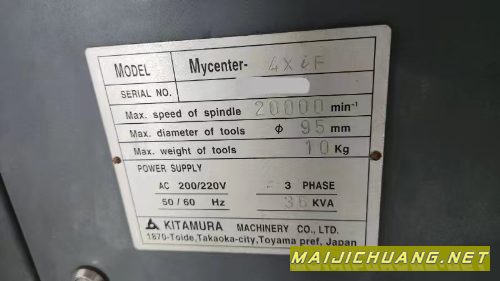 MODEL Mycenter- 4XiF
SERIAL NO.
Max. speed of spindle 20000 min⁻¹
Max. diameter of tools ϕ 95 mm
Max. weight of tools 10 Kg
POWER SUPPLY
AC 200/220V 3 PHASE
50/60 Hz 36 KVA
KITAMURA MACHINERY CO., LTD.
1870-Toide,Takaoka-city,Toyama pref, Japan
MAIJICHUANG.NET